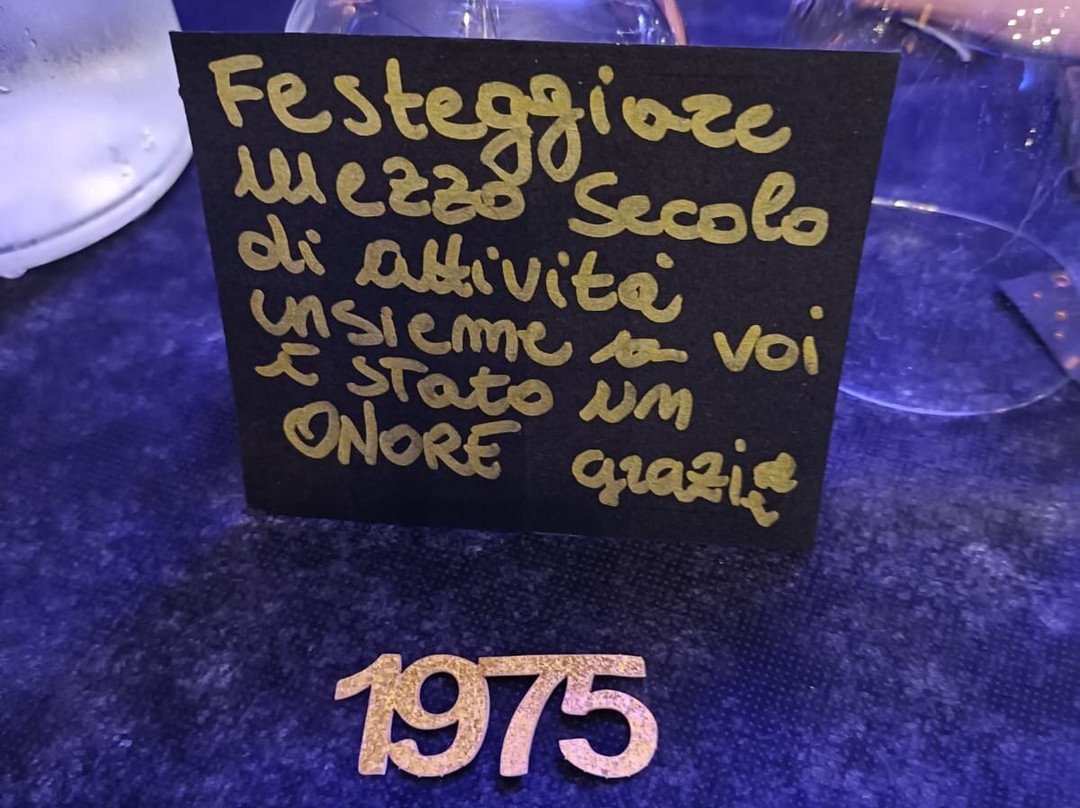 Festeggiare
mezzo Secolo
di attività
insieme a voi
È STato un
ONORE grazie
1975